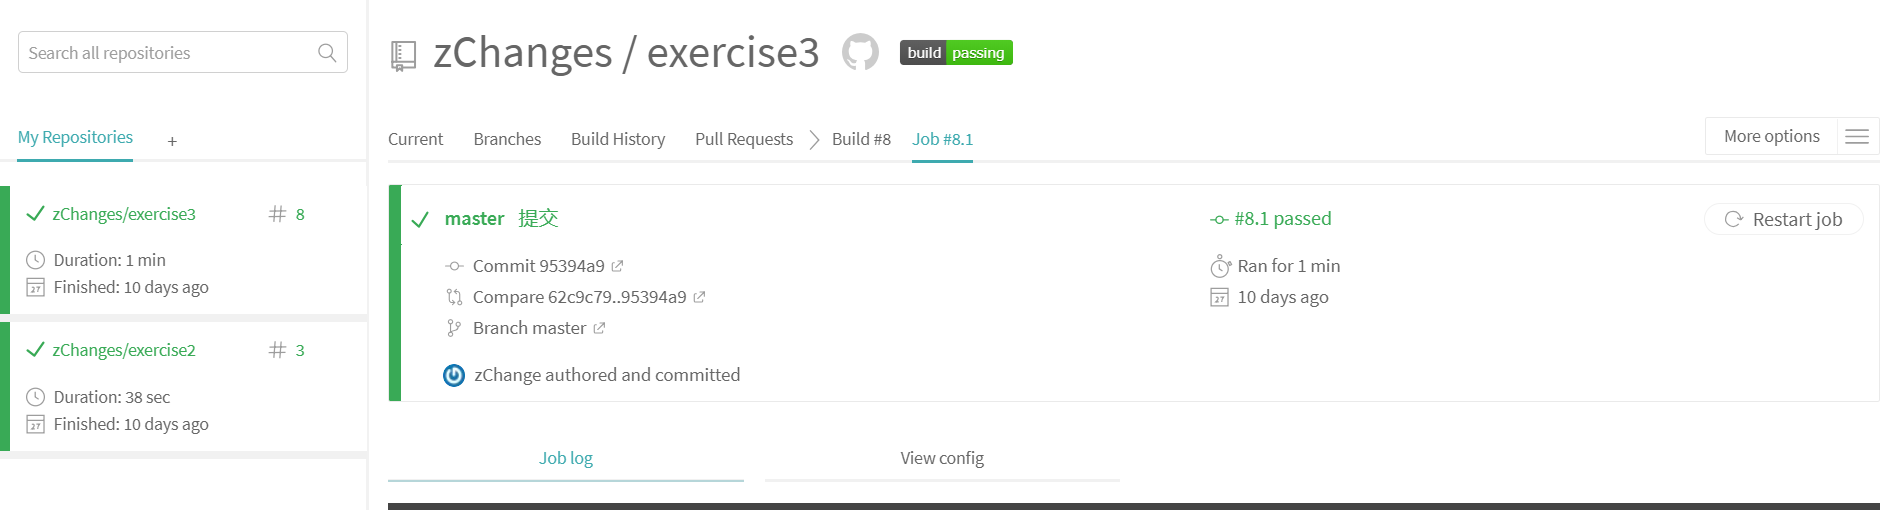 Search all repositories
My Repositories +
zChanges/exercise3 # 8
Duration: 1 min
Finished: 10 days ago
zChanges/exercise2 # 3
Duration: 38 sec
Finished: 10 days ago
zChanges / exercise3 build passing
Current Branches Build History Pull Requests Build #8 Job #8.1 More options
master 提交 #8.1 passed Restart job
Commit 95394a9 Ran for 1 min
Compare 62c9c79..95394a9 10 days ago
Branch master
zChange authored and committed
Job log View config